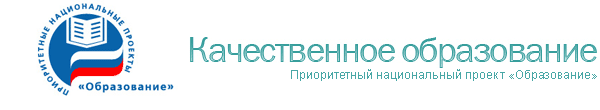 ПРИОРИТЕТНЫЕ НАЦИОНАЛЬНЫЕ ПРОЕКТЫ
«Образование»
Качественное образование
Приоритетный национальный проект «Образование»